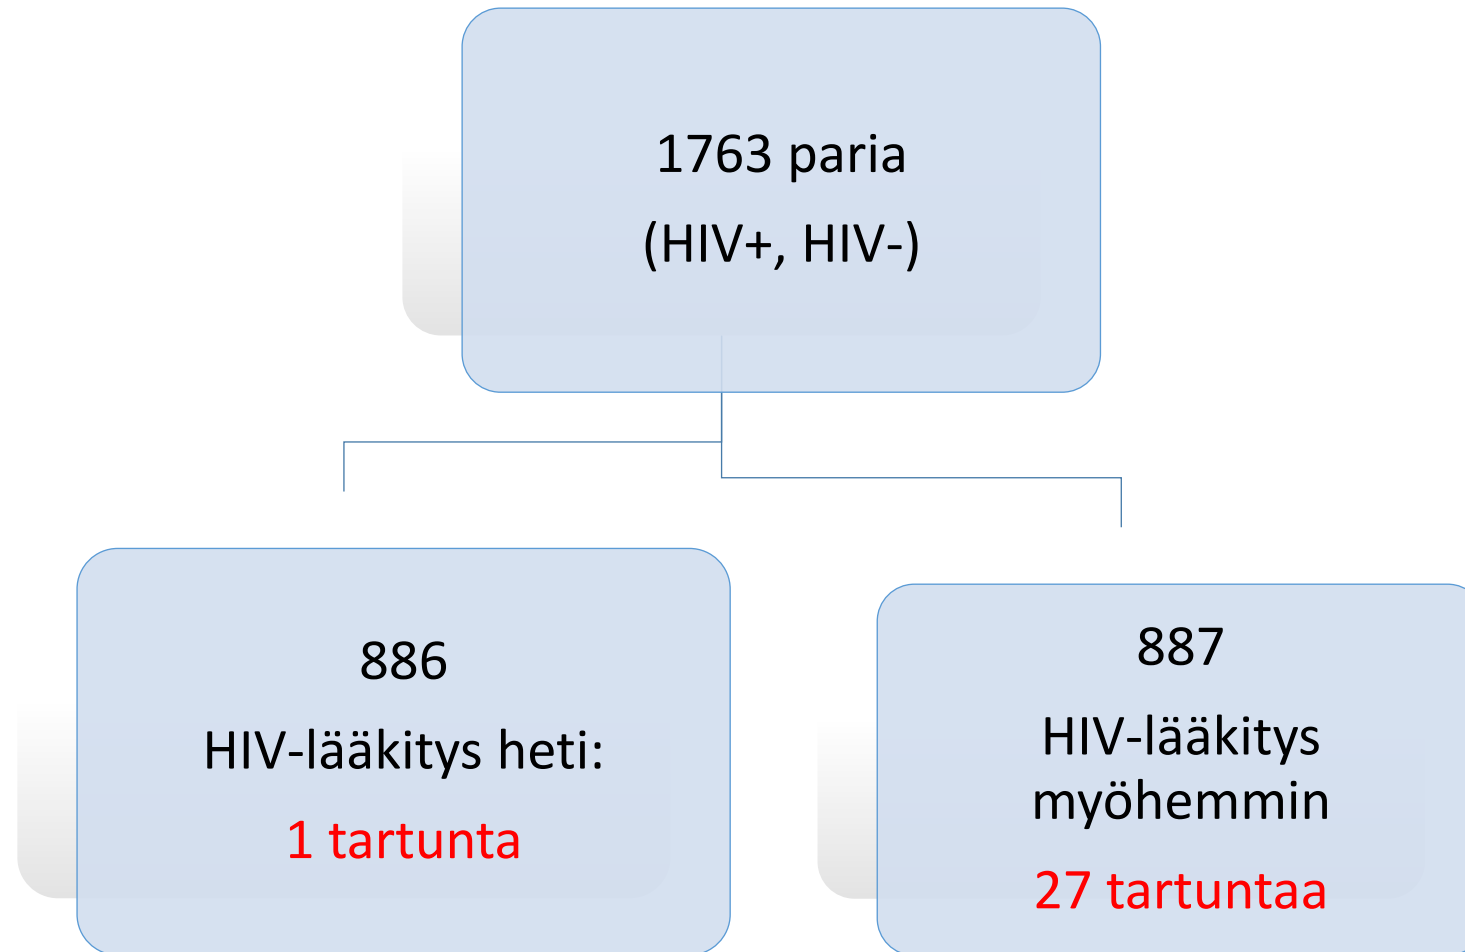 1763 paria
(HIV+, HIV-)
886
HIV-lääkitys heti:
1 tartunta
887
HIV-lääkitys
myöhemmin
27 tartuntaa